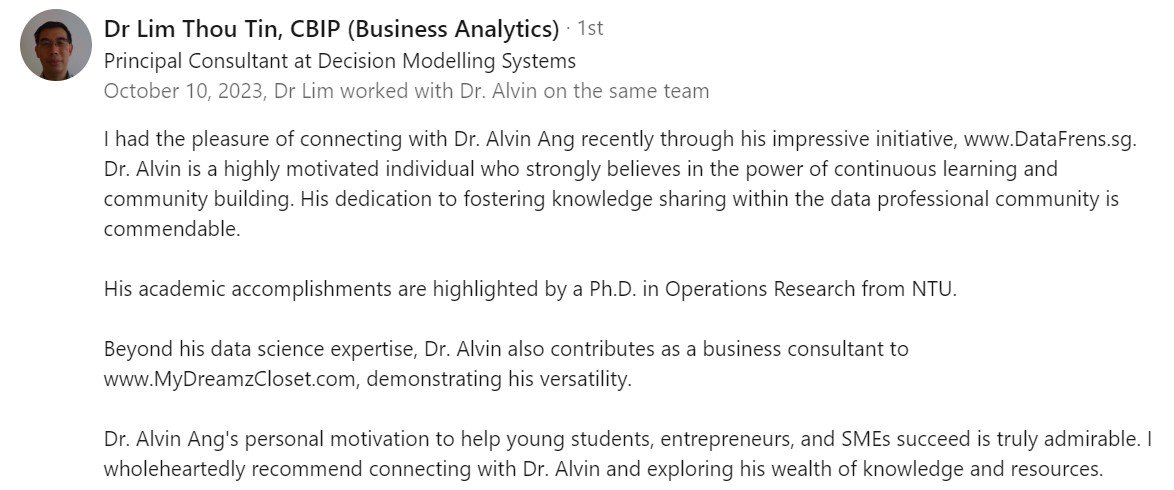 Dr Lim Thou Tin, CBIP (Business Analytics) · 1st
Principal Consultant at Decision Modelling Systems
October 10, 2023, Dr Lim worked with Dr. Alvin on the same team
I had the pleasure of connecting with Dr. Alvin Ang recently through his impressive initiative, www.DataFrens.sg.
Dr. Alvin is a highly motivated individual who strongly believes in the power of continuous learning and
community building. His dedication to fostering knowledge sharing within the data professional community is
commendable.
His academic accomplishments are highlighted by a Ph.D. in Operations Research from NTU.
Beyond his data science expertise, Dr. Alvin also contributes as a business consultant to
www.MyDreamzCloset.com, demonstrating his versatility.
Dr. Alvin Ang's personal motivation to help young students, entrepreneurs, and SMEs succeed is truly admirable. I
wholeheartedly recommend connecting with Dr. Alvin and exploring his wealth of knowledge and resources.